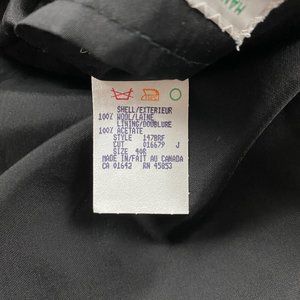 SHELL/EXTERIEUR
100% WOOL/LAINE
LINING/DOUBLURE
100% ACETATE
STYLE 147BRF
CUT 016679 J
SIZE 40R
MADE IN/FAIT AU CANADA
CA 01642 RN 45853